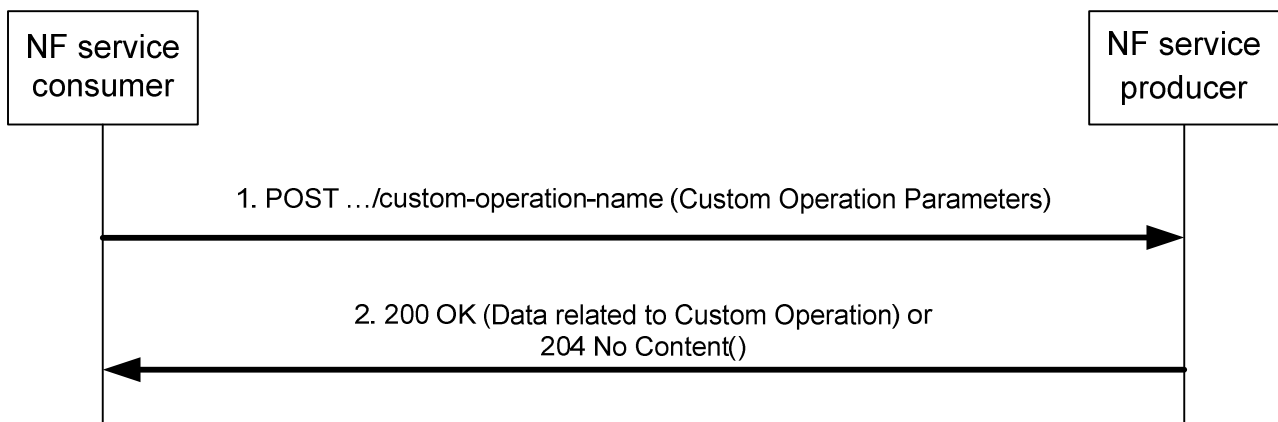 NF service
consumer
NF service
producer
1. POST …/custom-operation-name (Custom Operation Parameters)
2. 200 OK (Data related to Custom Operation) or
204 No Content()